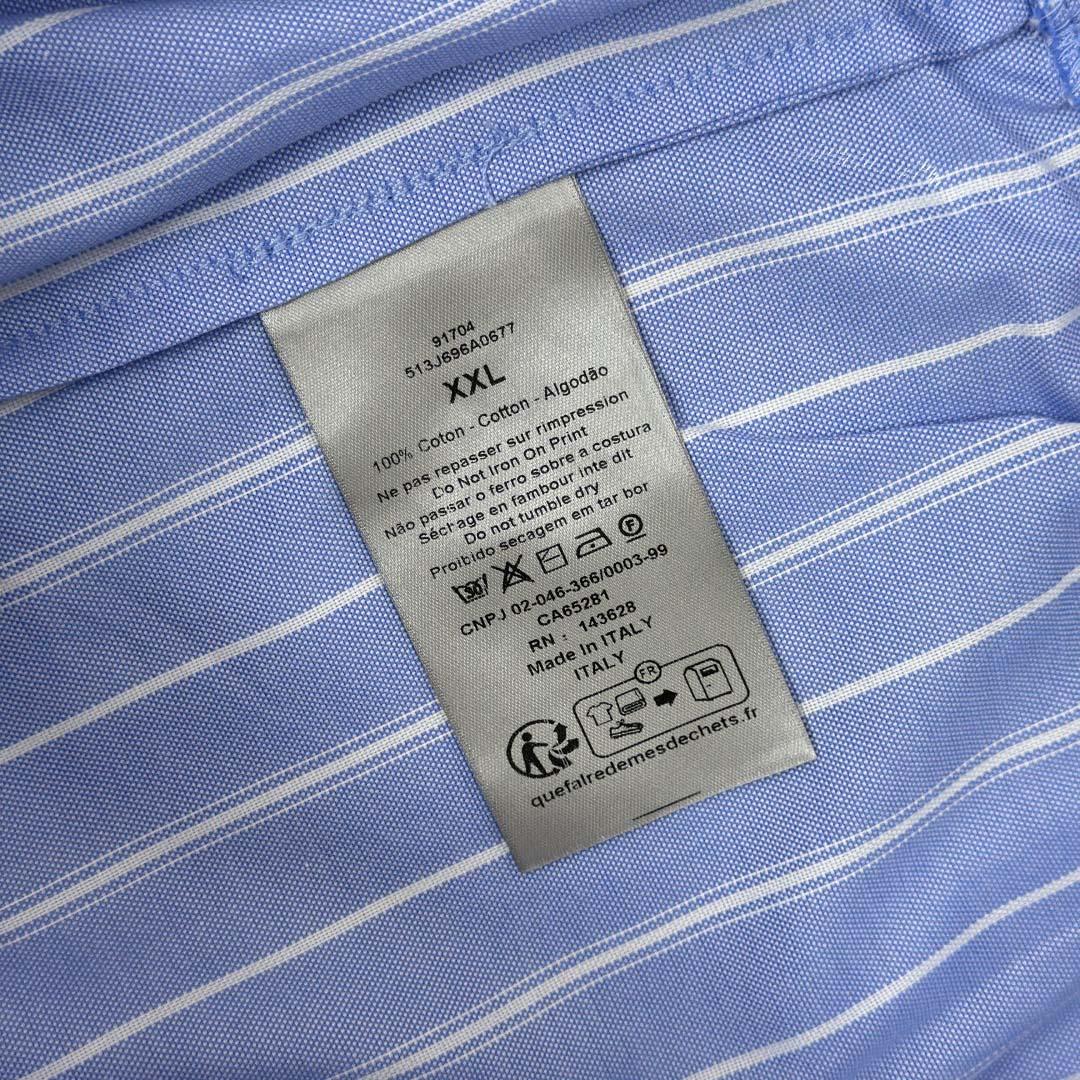 91704
513J696A0677
XXL
100% Coton - Cotton - Algodão
Ne pas repasser sur rimpression
Do Not Iron On Print
Não passar o ferro sobre a costura
Séchage en fambour inte dit
Do not tumble dry
Proibido secagem em tar bor
30 F
CNPJ 02-046-366/0003-99
CA65281
RN : 143628
Made In ITALY
ITALY
FR
quefalredemesdechets.fr